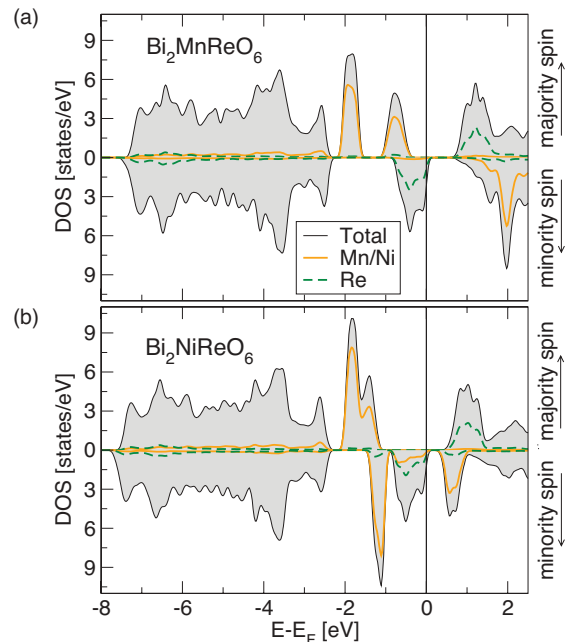 (a)
Bi₂MnReO₆
9
6
3
0
3
6
9
DOS [states/eV]
majority spin
minority spin
Total
Mn/Ni
Re
(b)
Bi₂NiReO₆
9
6
3
0
3
6
9
DOS [states/eV]
majority spin
minority spin
-8 -6 -4 -2 0 2
E-E_F [eV]